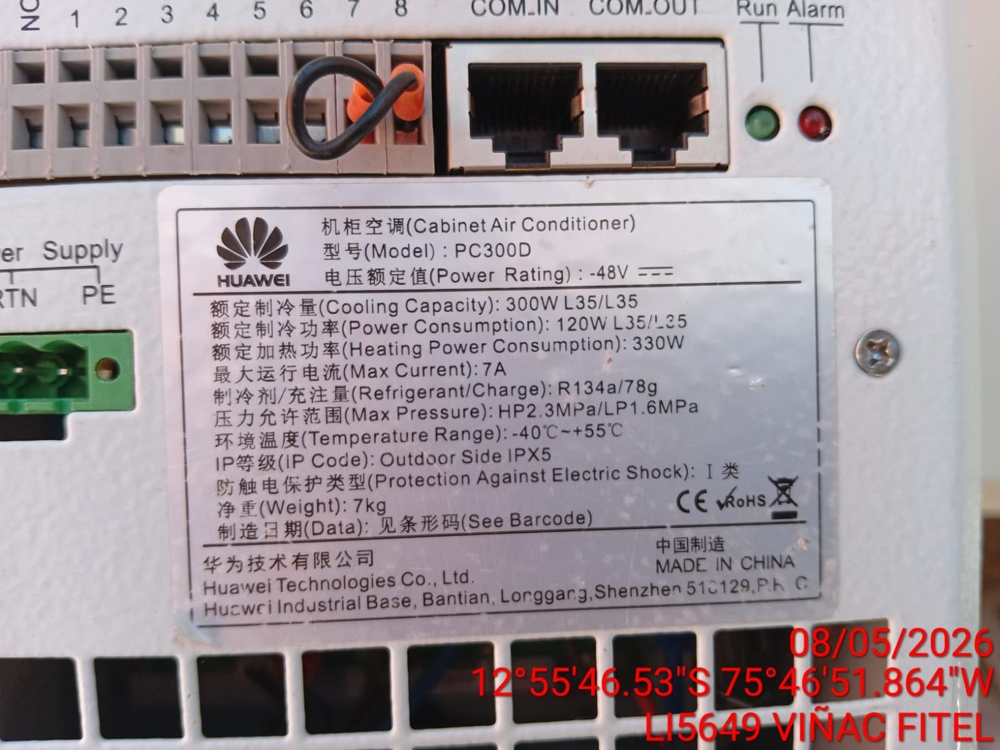 NO 1 2 3 4 5 6 7 8 COM_IN COM_OUT Run Alarm
Supply
RTN PE
HUAWEI
机柜空调(Cabinet Air Conditioner)
型号(Model) : PC300D
电压额定值(Power Rating) : -48V
额定制冷量(Cooling Capacity): 300W L35/L35
额定制冷功率(Power Consumption): 120W L35/L35
额定加热功率(Heating Power Consumption): 330W
最大运行电流(Max Current): 7A
制冷剂/充注量(Refrigerant/Charge): R134a/78g
压力允许范围(Max Pressure): HP2.3MPa/LP1.6MPa
环境温度(Temperature Range): -40℃~+55℃
IP等级(IP Code): Outdoor Side IPX5
防触电保护类型(Protection Against Electric Shock): I 类
净重(Weight): 7kg
CE RoHS
制造日期(Data): 见条形码(See Barcode)
华为技术有限公司
Huawei Technologies Co., Ltd.
Huawei Industrial Base, Bantian, Longgang,Shenzhen 518129,P.R.C
中国制造
MADE IN CHINA
08/05/2026
12°55'46.53"S 75°46'51.864"W
LI5649 VIÑAC FITEL